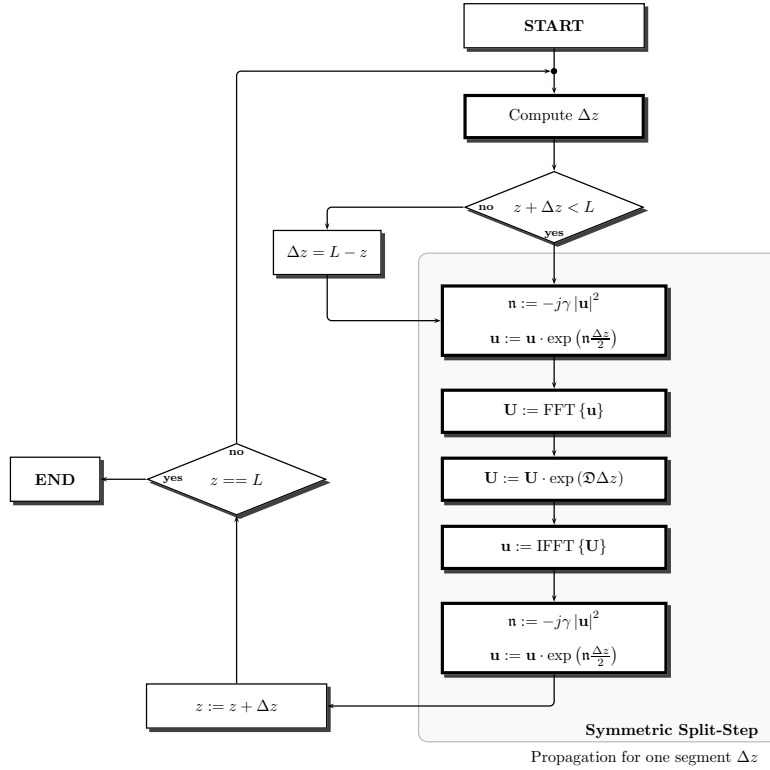 START
Compute Δz
z + Δz < L
no
yes
Δz = L − z
𝔫 := −jγ |𝐮|²
𝐮 := 𝐮 · exp (𝔫 Δz/2)
𝐔 := FFT {𝐮}
𝐔 := 𝐔 · exp (𝔇Δz)
𝐮 := IFFT {𝐔}
𝔫 := −jγ |𝐮|²
𝐮 := 𝐮 · exp (𝔫 Δz/2)
z := z + Δz
no
z == L
yes
END
Symmetric Split-Step
Propagation for one segment Δz